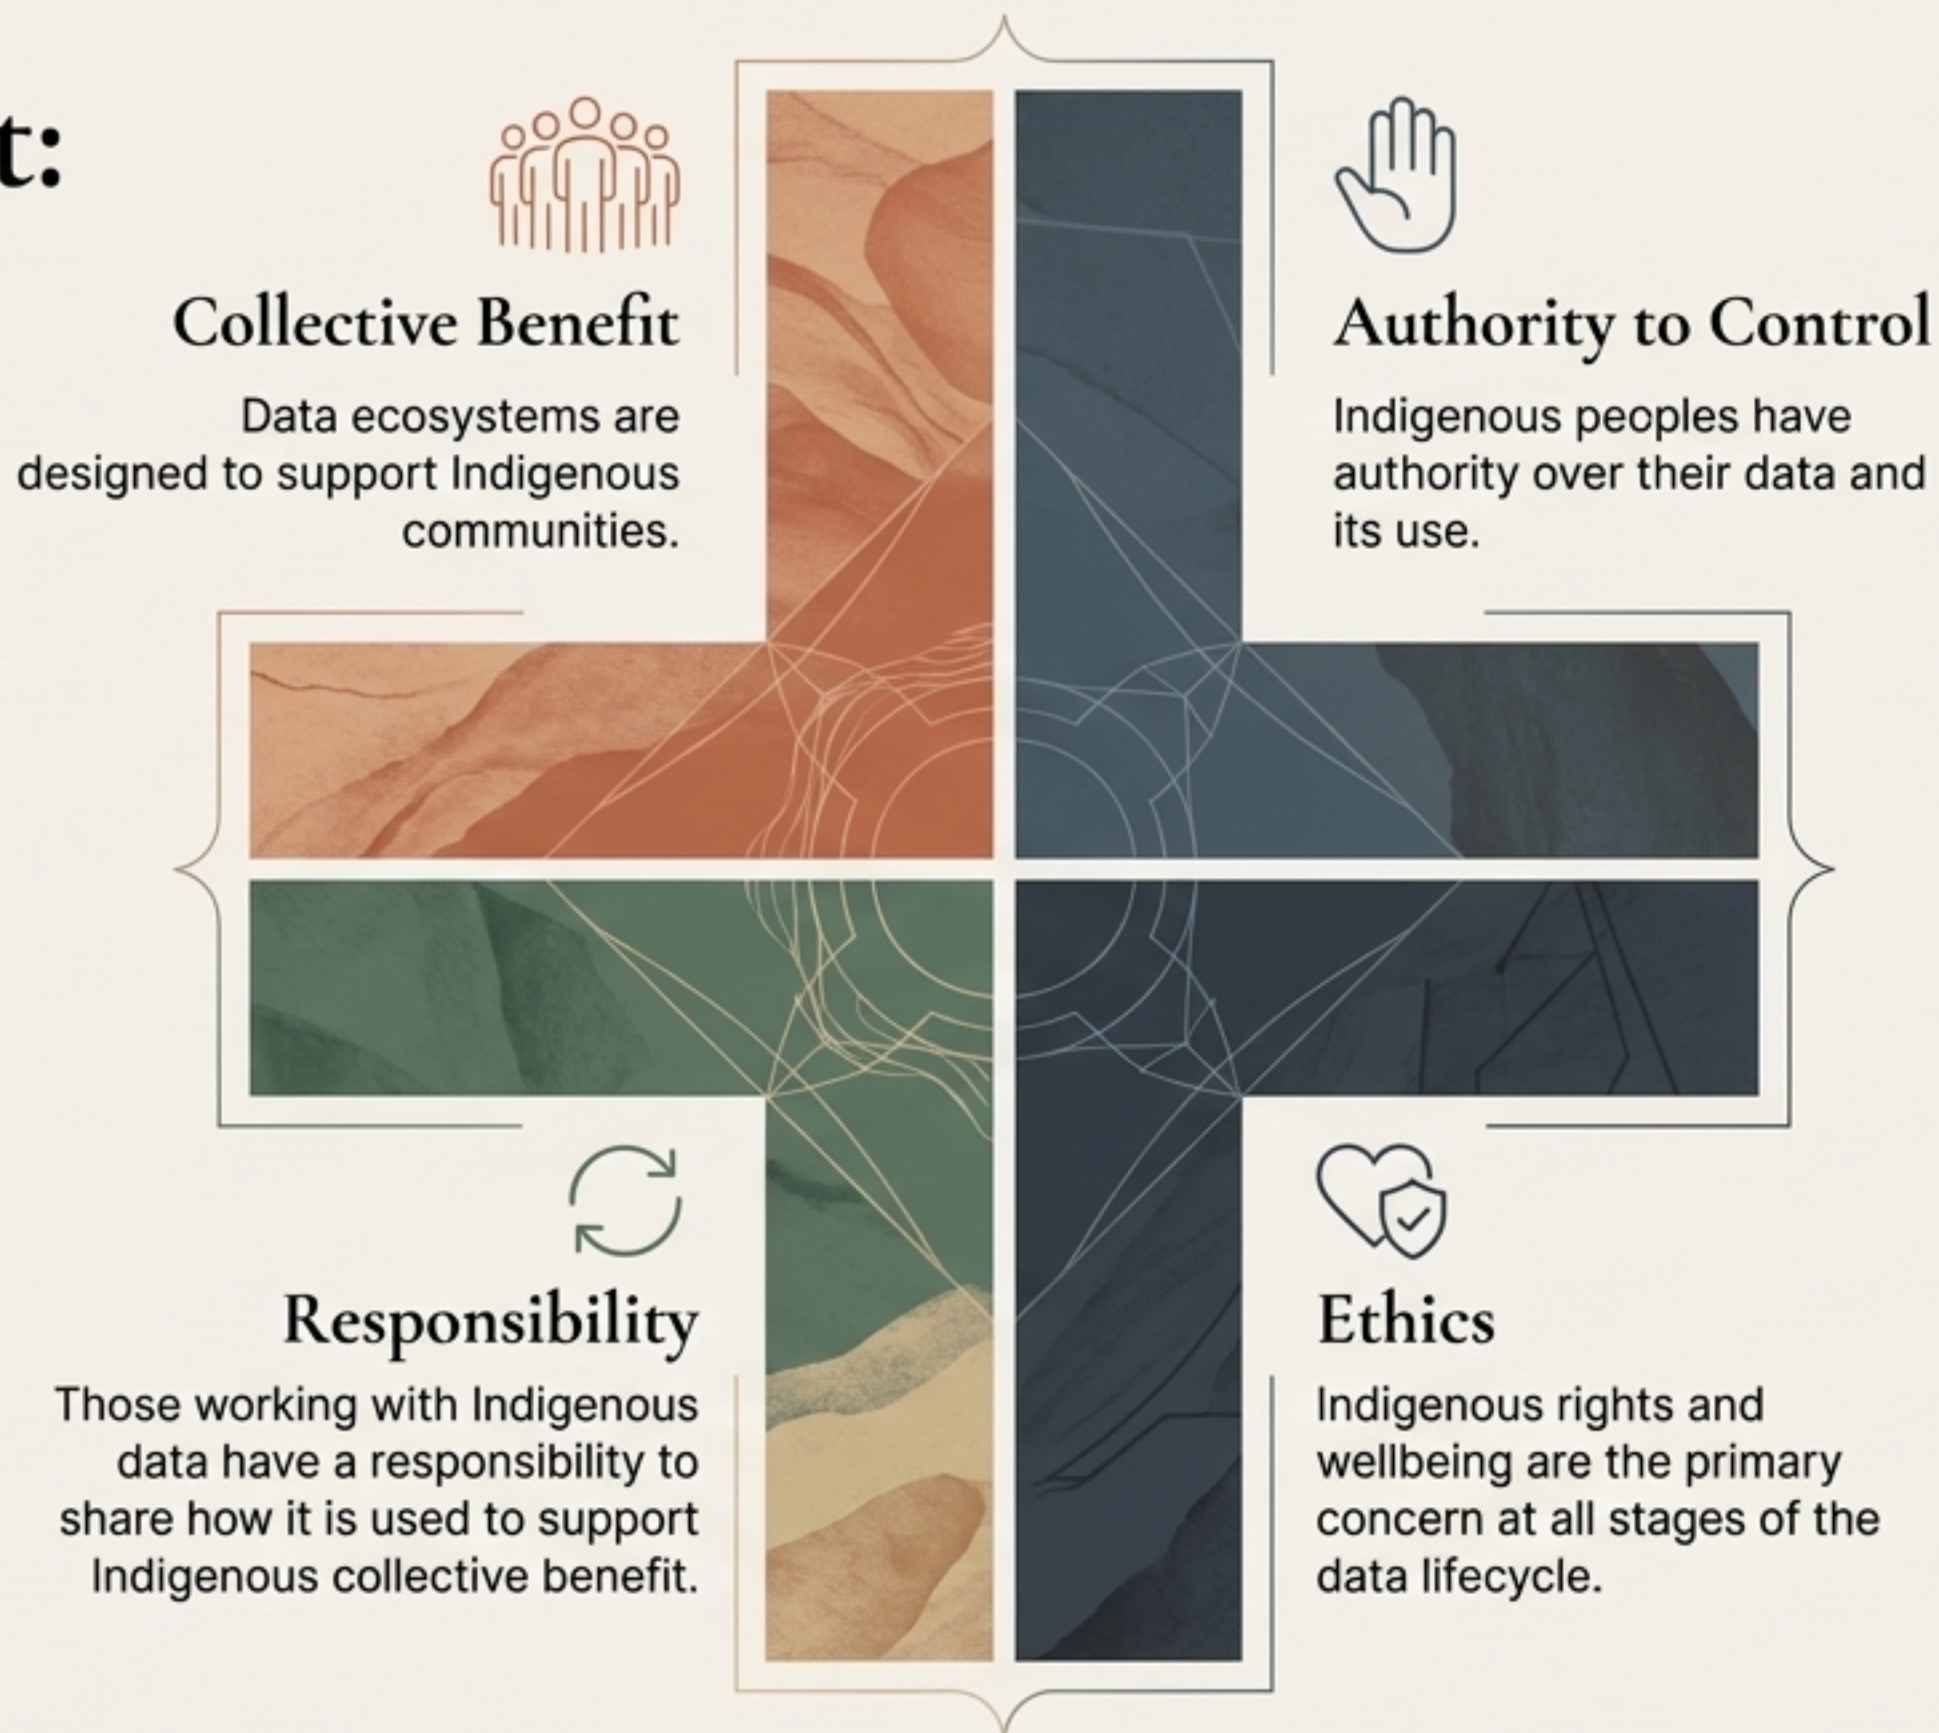 t:
Collective Benefit
Data ecosystems are
designed to support Indigenous
communities.
Authority to Control
Indigenous peoples have
authority over their data and
its use.
Responsibility
Those working with Indigenous
data have a responsibility to
share how it is used to support
Indigenous collective benefit.
Ethics
Indigenous rights and
wellbeing are the primary
concern at all stages of the
data lifecycle.